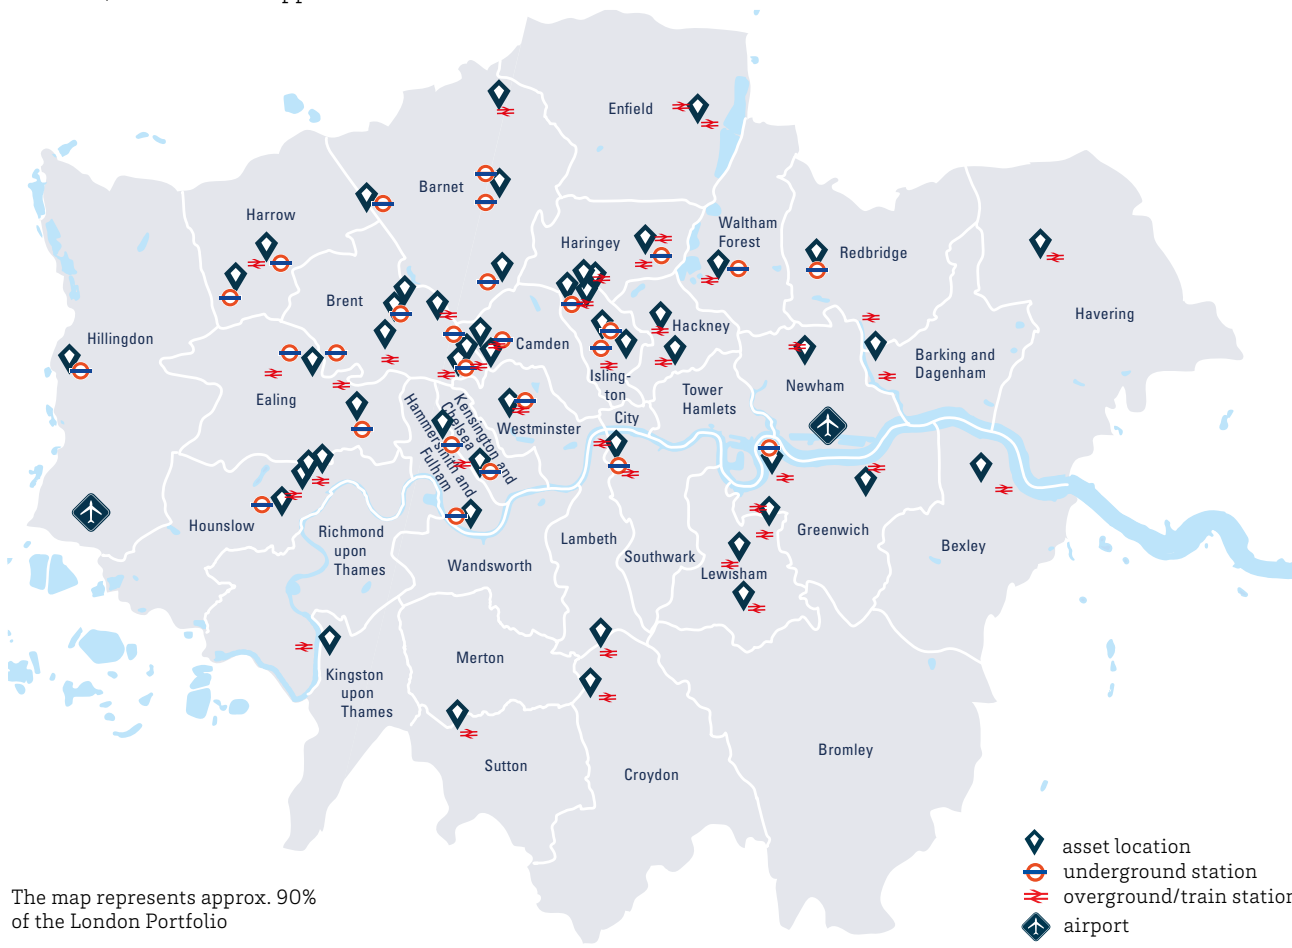 Enfield
Barnet
Harrow
Waltham
Forest
Haringey
Redbridge
Brent
Havering
Hillingdon
Hackney
Camden
Barking and
Dagenham
Isling-
ton
Newham
Tower
Hamlets
Ealing
City
Westminster
Kensington and
Chelsea
Hammersmith and
Fulham
Hounslow
Richmond
upon
Thames
Lambeth
Greenwich
Southwark
Bexley
Wandsworth
Lewisham
Merton
Kingston
upon
Thames
Bromley
Sutton
Croydon
asset location
underground station
overground/train station
airport
The map represents approx. 90%
of the London Portfolio